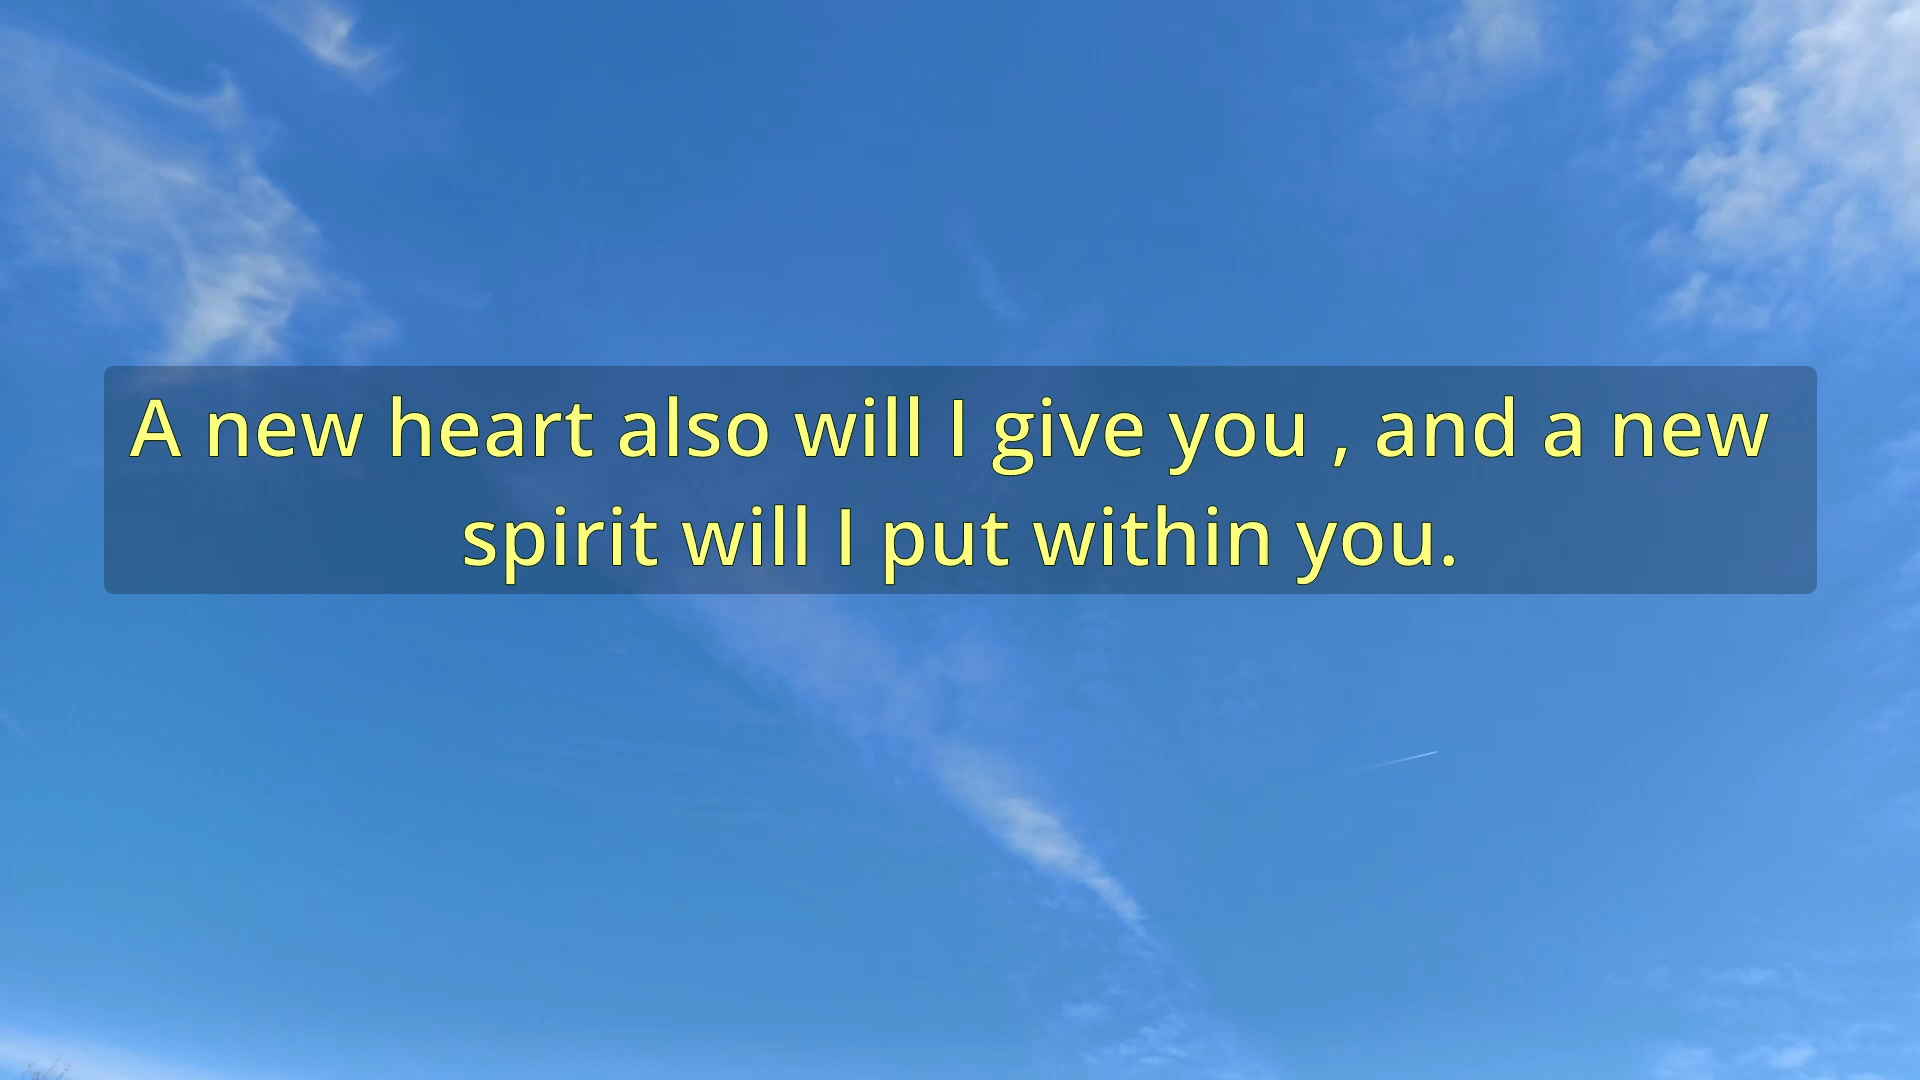 A new heart also will I give you , and a new
spirit will I put within you.